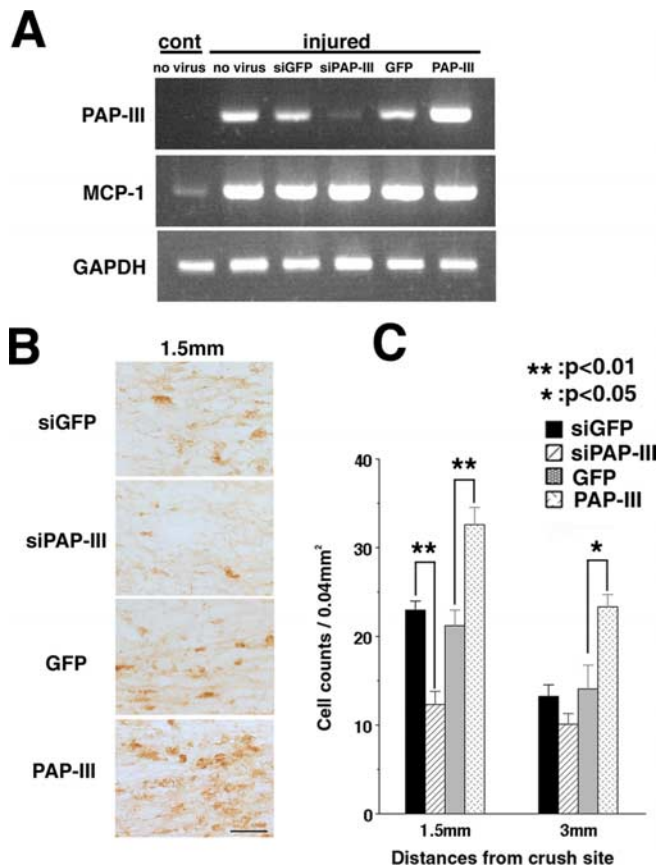 A
cont injured
no virus no virus siGFP siPAP-III GFP PAP-III
PAP-III
MCP-1
GAPDH
B
1.5mm
siGFP
siPAP-III
GFP
PAP-III
C
** :p<0.01
* :p<0.05
siGFP
siPAP-III
GFP
PAP-III
Cell counts / 0.04mm²
40
30
20
10
0
**
**
*
1.5mm 3mm
Distances from crush site